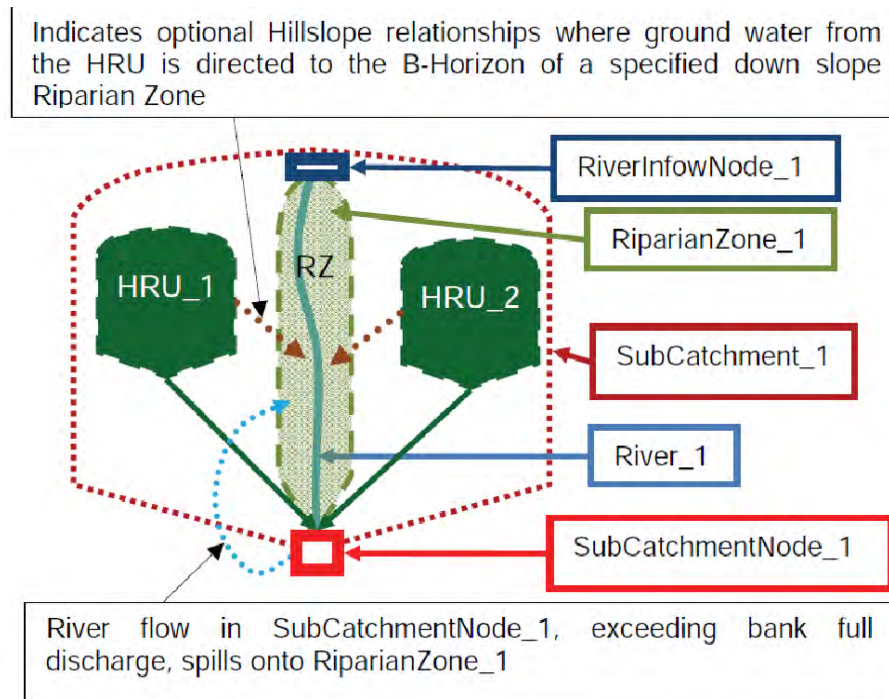 Indicates optional Hillslope relationships where ground water from
the HRU is directed to the B-Horizon of a specified down slope
Riparian Zone
RiverInfowNode_1
RiparianZone_1
RZ
HRU_1
HRU_2
SubCatchment_1
River_1
SubCatchmentNode_1
River flow in SubCatchmentNode_1, exceeding bank full
discharge, spills onto RiparianZone_1